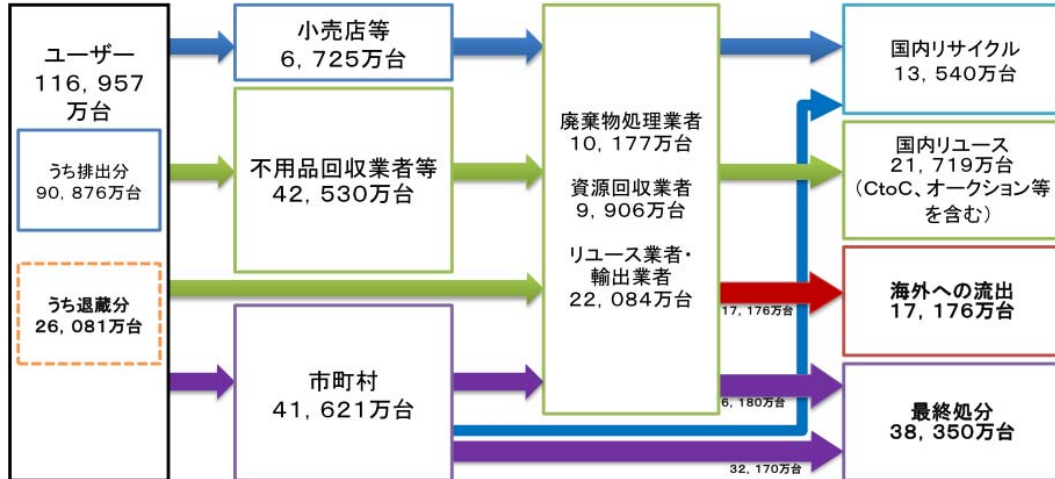 ユーザー
116, 957
万台
うち排出分
90, 876万台
うち退蔵分
26, 081万台
小売店等
6, 725万台
不用品回収業者等
42, 530万台
市町村
41, 621万台
廃棄物処理業者
10, 177万台
資源回収業者
9, 906万台
リユース業者・
輸出業者
22, 084万台
17, 176万台
6, 180万台
32, 170万台
国内リサイクル
13, 540万台
国内リユース
21, 719万台
（CtoC、オークション等
を含む）
海外への流出
17, 176万台
最終処分
38, 350万台